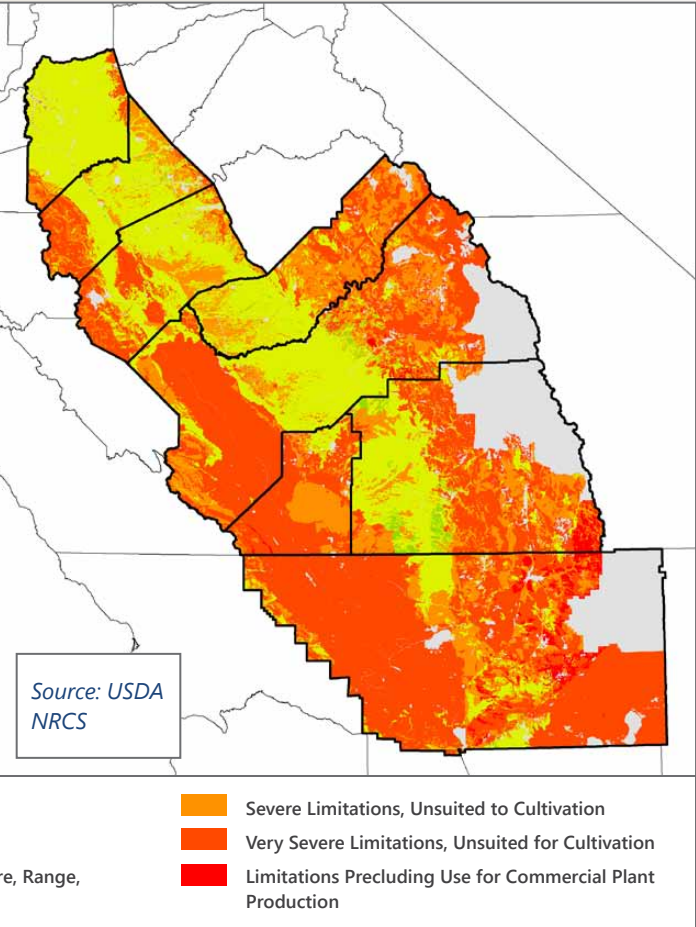 Source: USDA
NRCS
Severe Limitations, Unsuited to Cultivation
Very Severe Limitations, Unsuited for Cultivation
Range,
Limitations Precluding Use for Commercial Plant
Production